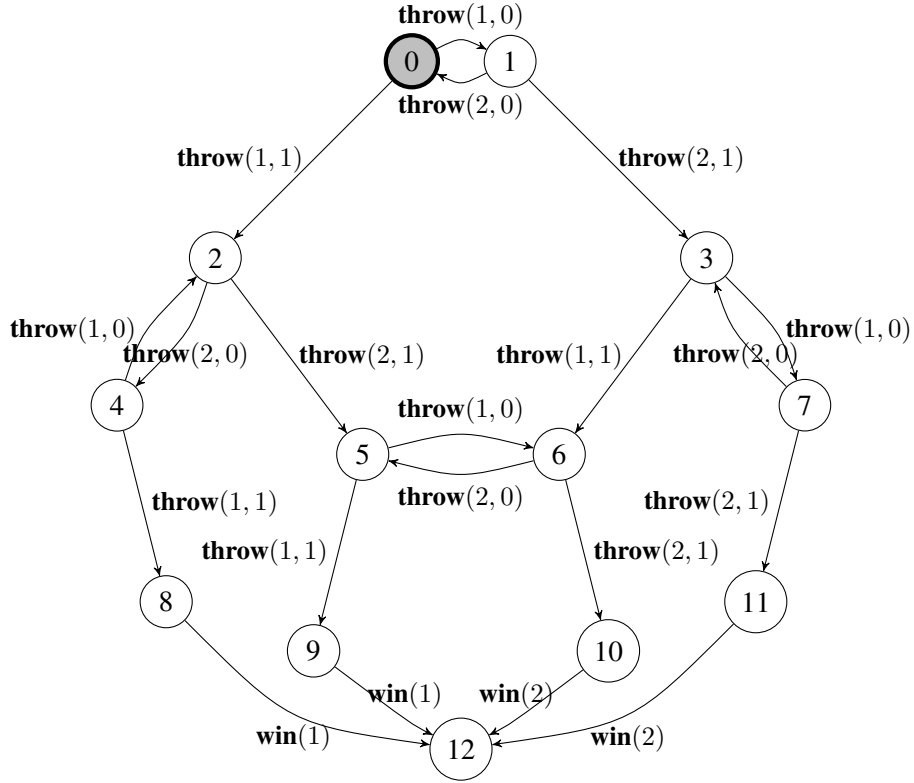 throw(1, 0)
0 1
throw(2, 0)
throw(1, 1) throw(2, 1)
2 3
throw(1, 0) throw(2, 0) throw(2, 1) throw(1, 1) throw(2, 0) throw(1, 0)
4 7
throw(1, 0)
5 6
throw(2, 0)
throw(1, 1) throw(2, 1)
throw(1, 1) throw(2, 1)
8 11
9 10
win(1) win(2)
win(1) 12 win(2)